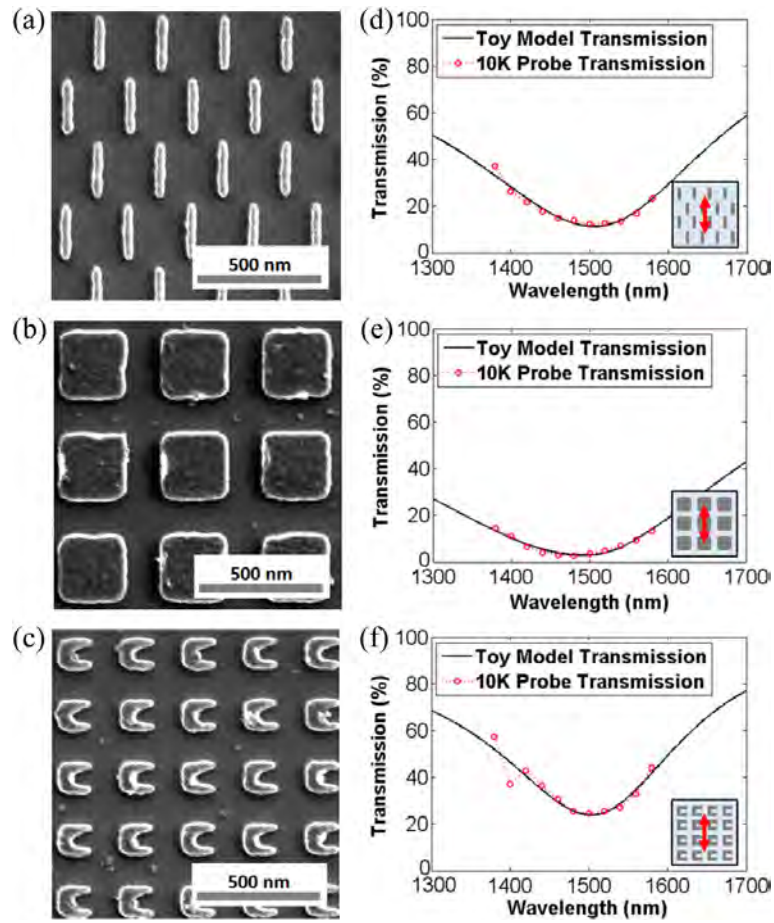 (a)
500 nm
(d)
100
80
60
40
20
0
Transmission (%)
Toy Model Transmission
10K Probe Transmission
1300 1400 1500 1600 1700
Wavelength (nm)
(b)
500 nm
(e)
100
80
60
40
20
0
Transmission (%)
Toy Model Transmission
10K Probe Transmission
1300 1400 1500 1600 1700
Wavelength (nm)
(c)
500 nm
(f)
100
80
60
40
20
0
Transmission (%)
Toy Model Transmission
10K Probe Transmission
1300 1400 1500 1600 1700
Wavelength (nm)